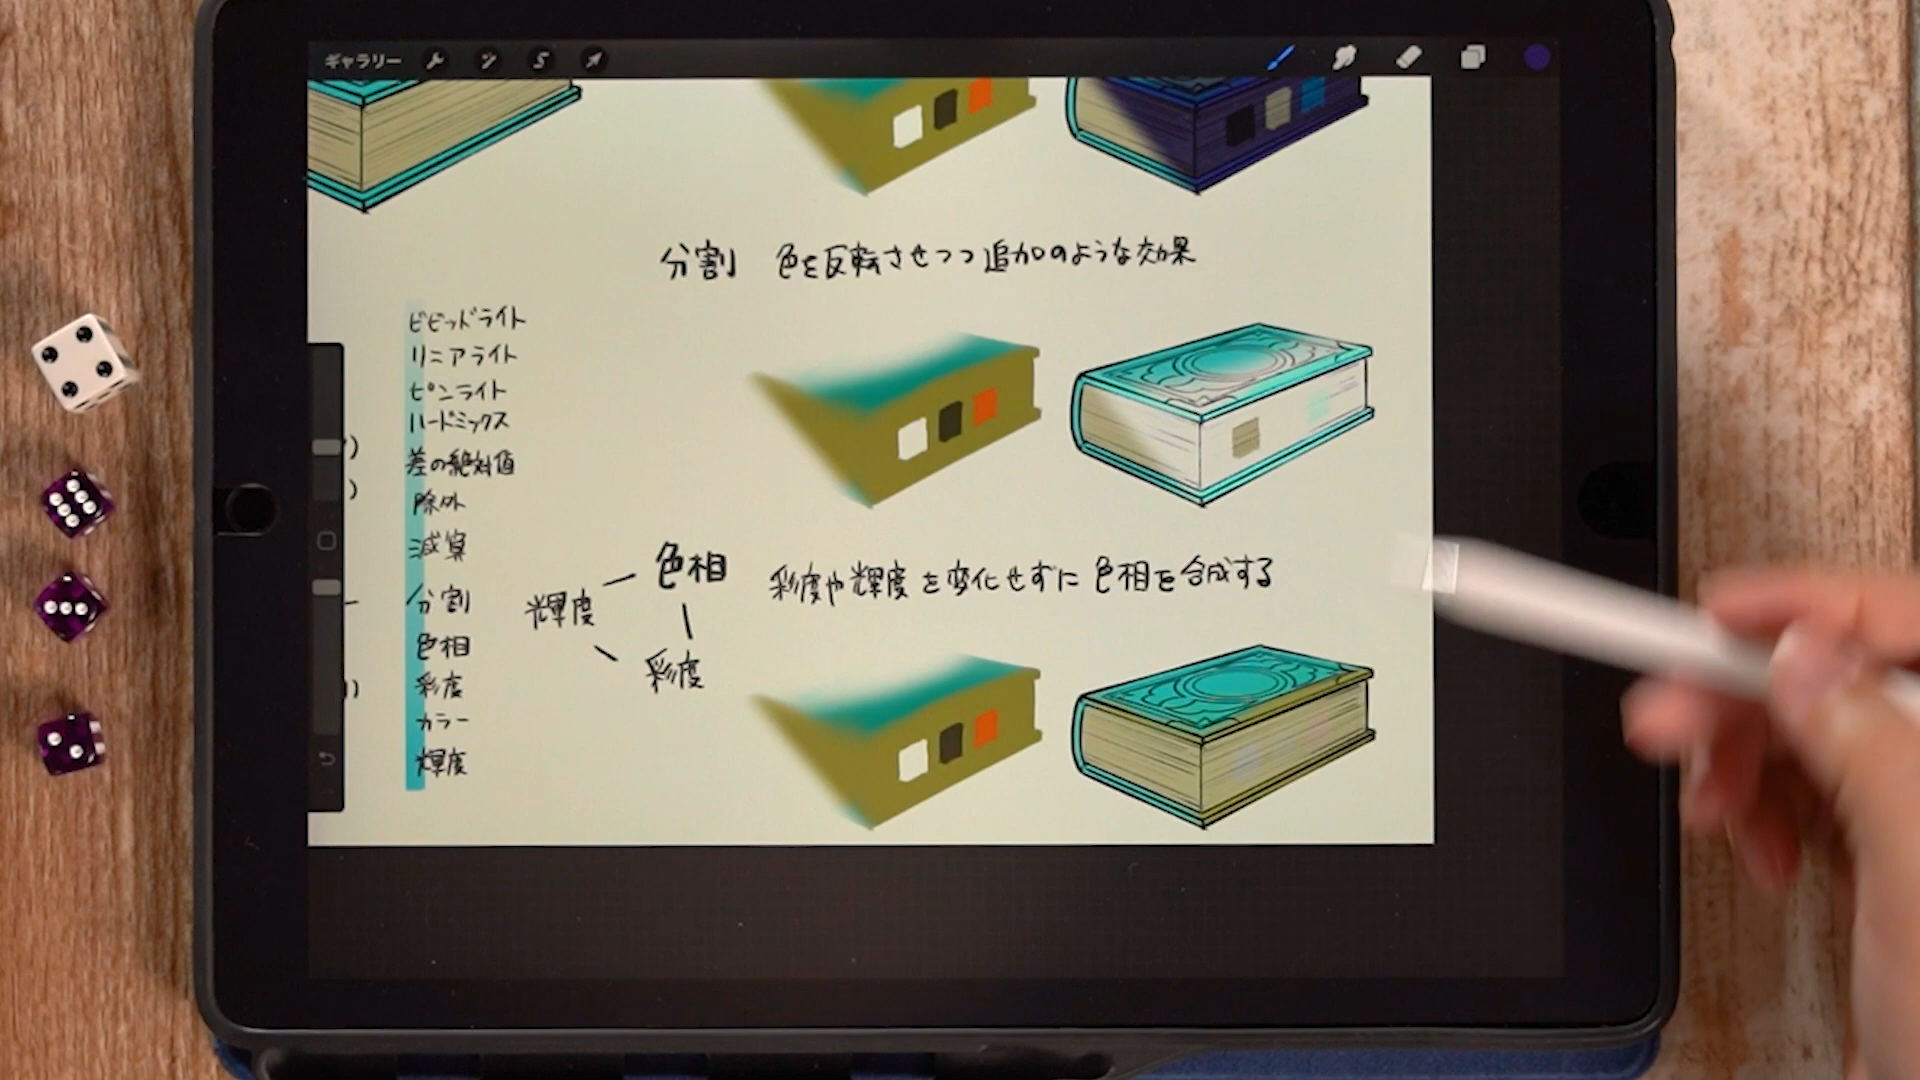 ギャラリー
分割 色を反転させつつ追加のような効果
ビビッドライト
リニアライト
ピンライト
ハードミックス
差の絶対値
除外
減算
分割
色相
彩度
カラー
輝度
色相
輝度
彩度
彩度や輝度を変化せずに色相を合成する